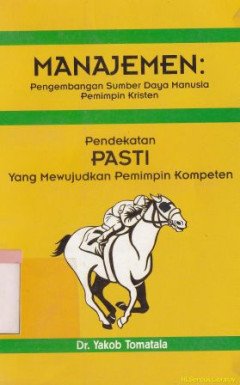 MANAJEMEN:
Pengembangan Sumber Daya Manusia
Pemimpin Kristen
Pendekatan
PASTI
Yang Mewujudkan Pemimpin Kompeten
Dr. Yakob Tomatala